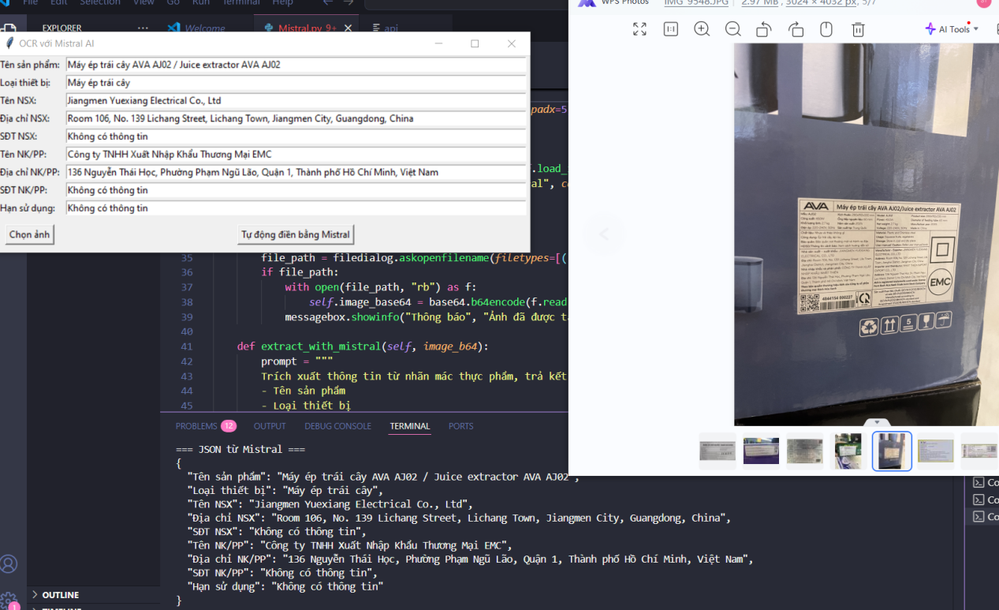 File Edit Selection View Go Run Terminal Help
WPS Photos IMG_9548.JPG 2.97 MB, 3024 × 4032 px, 5/7
EXPLORER
Welcome
Mistral.py 9+
api
AI Tools
OCR với Mistral AI
Tên sản phẩm: Máy ép trái cây AVA AJ02 / Juice extractor AVA AJ02
Loại thiết bị: Máy ép trái cây
Tên NSX: Jiangmen Yuexiang Electrical Co., Ltd
Địa chỉ NSX: Room 106, No. 139 Lichang Street, Lichang Town, Jiangmen City, Guangdong, China
SĐT NSX: Không có thông tin
Tên NK/PP: Công ty TNHH Xuất Nhập Khẩu Thương Mại EMC
Địa chỉ NK/PP: 136 Nguyễn Thái Học, Phường Phạm Ngũ Lão, Quận 1, Thành phố Hồ Chí Minh, Việt Nam
SĐT NK/PP: Không có thông tin
Hạn sử dụng: Không có thông tin
Chọn ảnh
Tự động điền bằng Mistral
padx=5
.load_
al", c
35 file_path = filedialog.askopenfilename(filetypes=[(
36 if file_path:
37 with open(file_path, "rb") as f:
38 self.image_base64 = base64.b64encode(f.read
39 messagebox.showinfo("Thông báo", "Ảnh đã được t
40
41 def extract_with_mistral(self, image_b64):
42 prompt = """
43 Trích xuất thông tin từ nhãn mác thực phẩm, trả kết
44 - Tên sản phẩm
45 - Loại thiết bị
PROBLEMS 12 OUTPUT DEBUG CONSOLE TERMINAL PORTS
=== JSON từ Mistral ===
{
"Tên sản phẩm": "Máy ép trái cây AVA AJ02 / Juice extractor AVA AJ02",
"Loại thiết bị": "Máy ép trái cây",
"Tên NSX": "Jiangmen Yuexiang Electrical Co., Ltd",
"Địa chỉ NSX": "Room 106, No. 139 Lichang Street, Lichang Town, Jiangmen City, Guangdong, China",
"SĐT NSX": "Không có thông tin",
"Tên NK/PP": "Công ty TNHH Xuất Nhập Khẩu Thương Mại EMC",
"Địa chỉ NK/PP": "136 Nguyễn Thái Học, Phường Phạm Ngũ Lão, Quận 1, Thành phố Hồ Chí Minh, Việt Nam",
"SĐT NK/PP": "Không có thông tin",
"Hạn sử dụng": "Không có thông tin"
}
OUTLINE
TIMELINE
1
AVA Máy ép trái cây AVA AJ02/Juice extractor AVA AJ02
EMC
5
Co
Co
Co